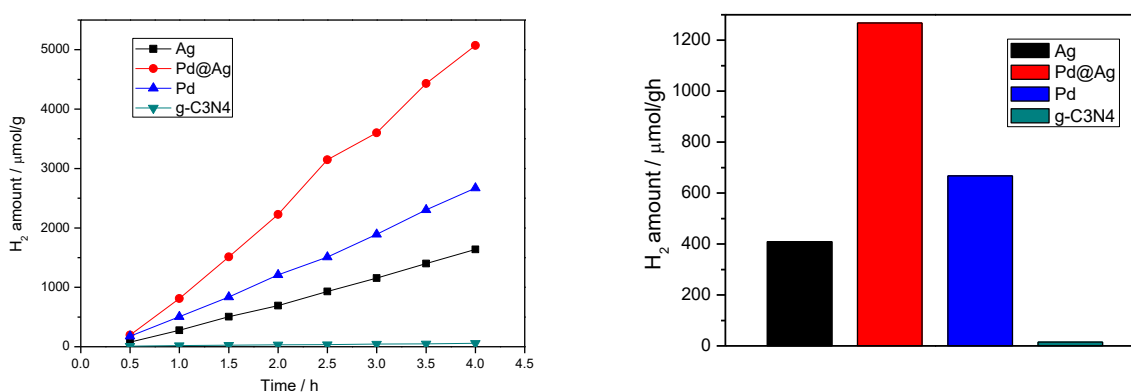 H₂ amount / μmol/g
5000
4000
3000
2000
1000
0
Ag
Pd@Ag
Pd
g-C3N4
0.0 0.5 1.0 1.5 2.0 2.5 3.0 3.5 4.0 4.5
Time / h
H₂ amount / μmol/gh
1200
1000
800
600
400
200
0
Ag
Pd@Ag
Pd
g-C3N4